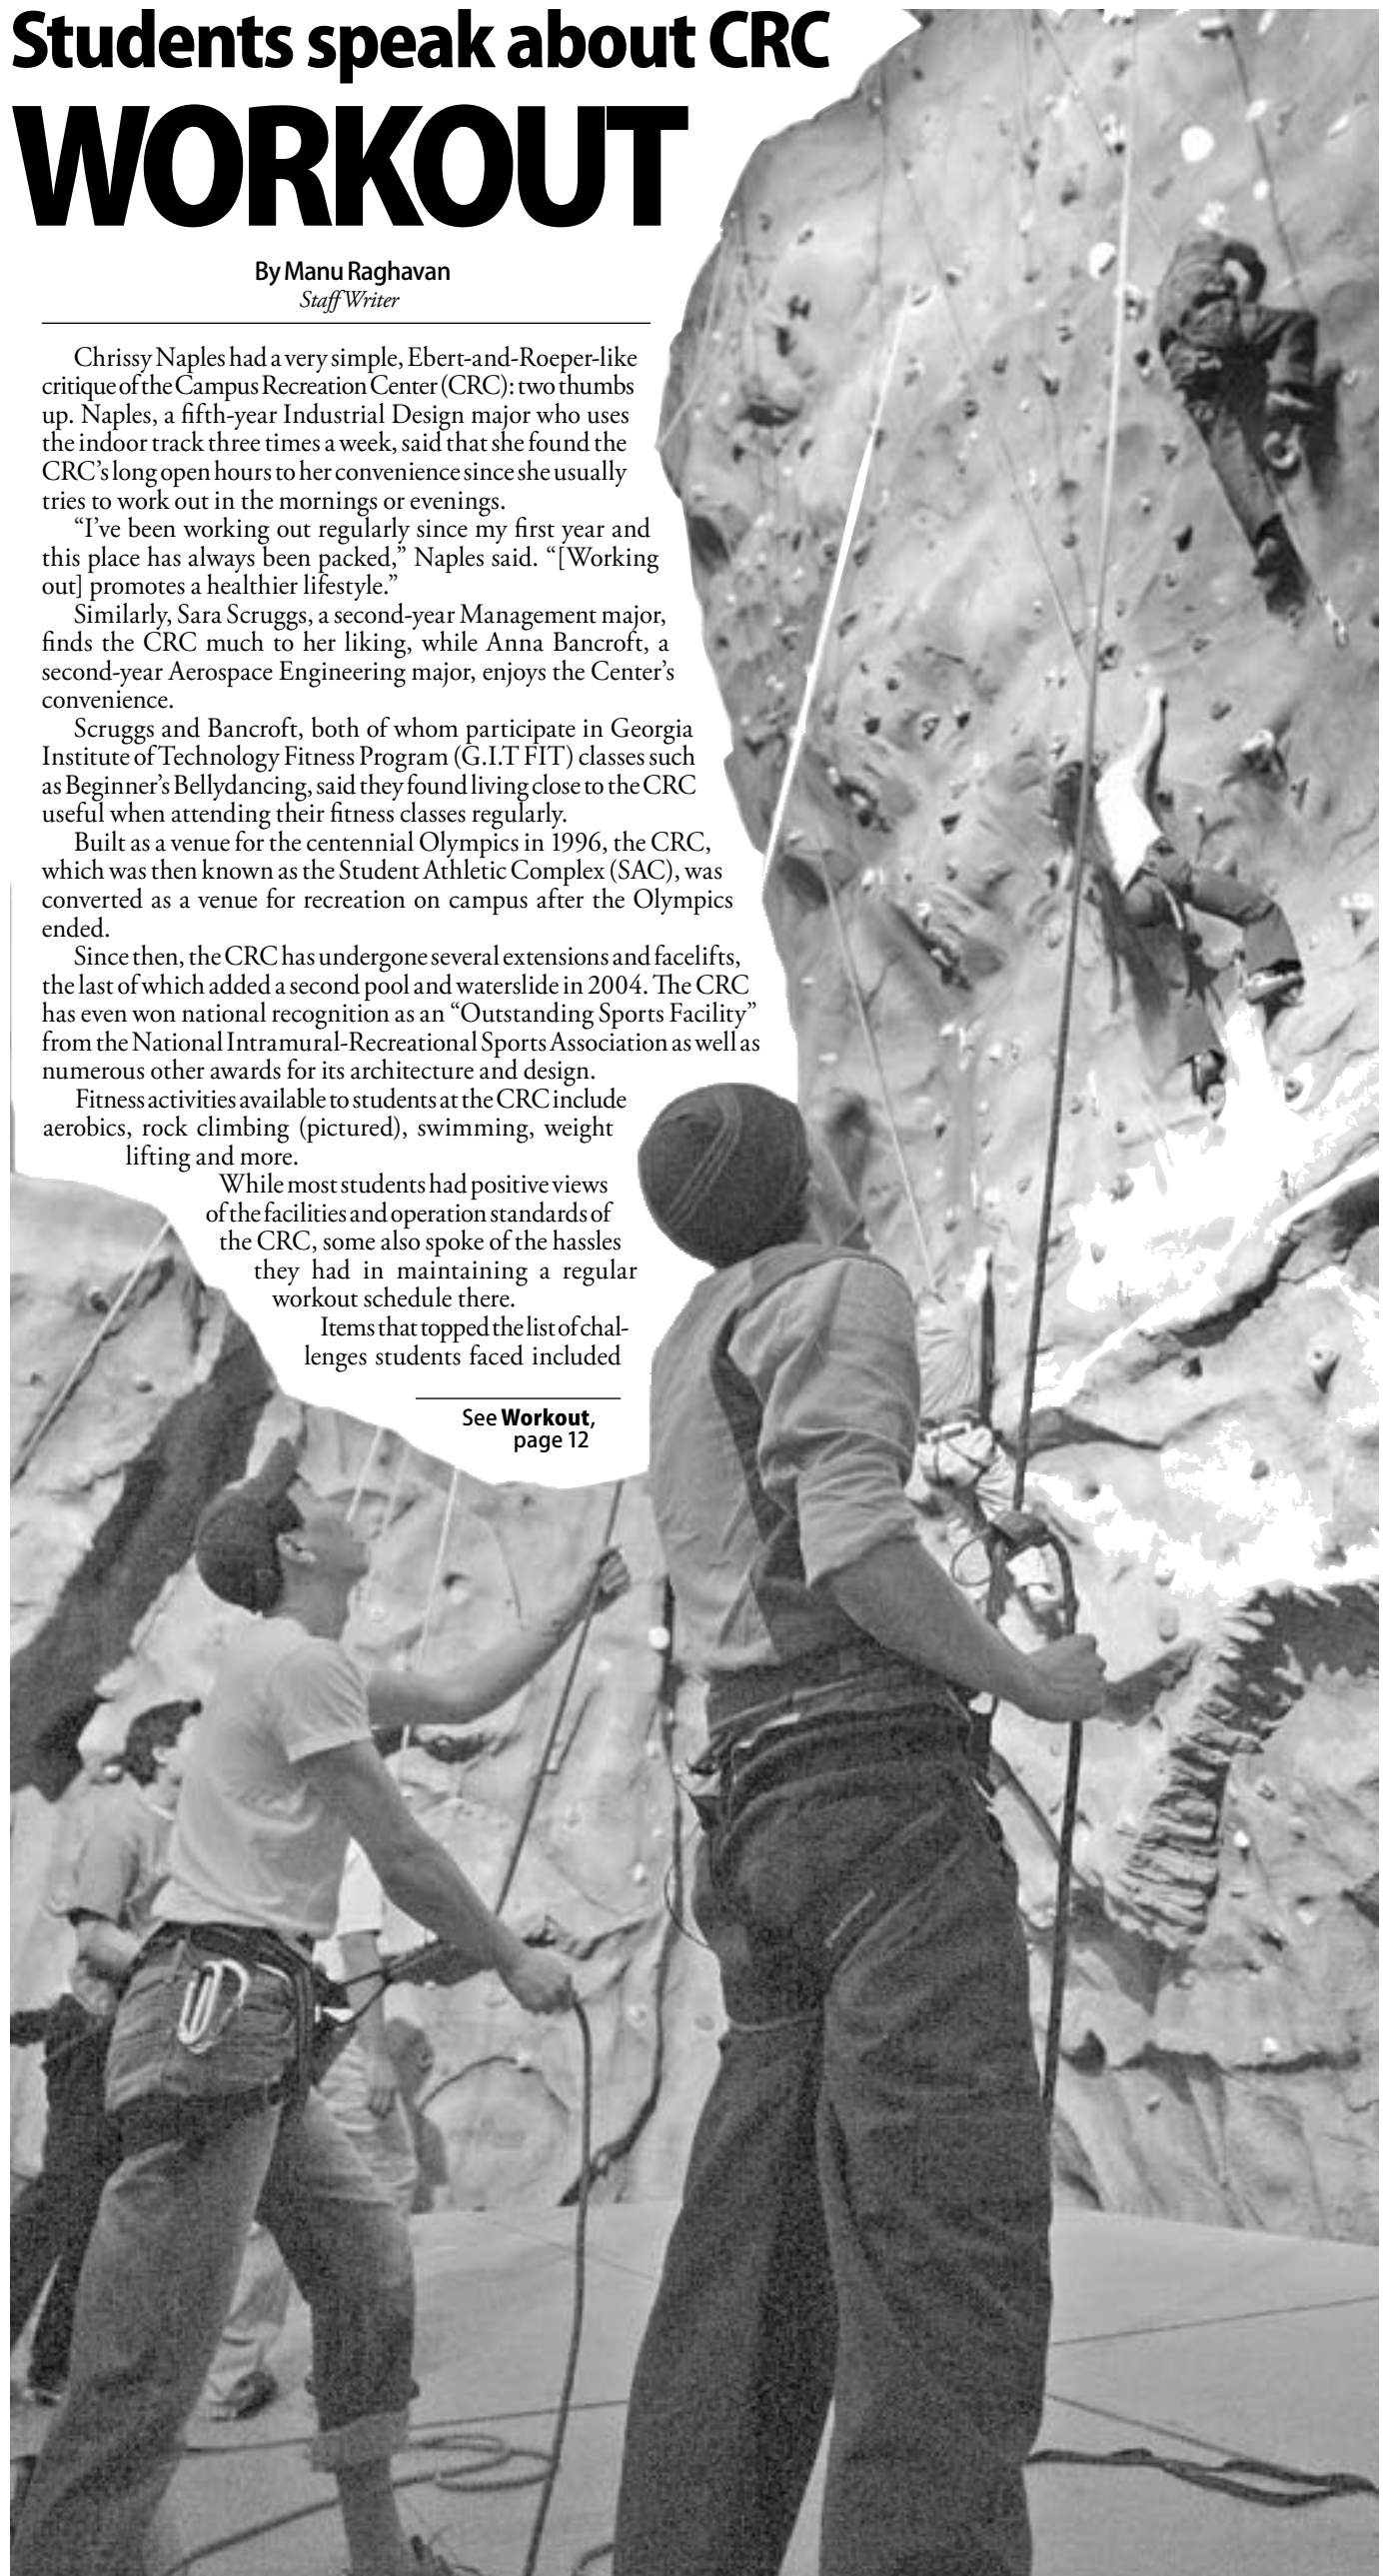 Students speak about CRC
WORKOUT
By Manu Raghavan
Staff Writer
Chrissy Naples had a very simple, Ebert-and-Roeper-like
critique of the Campus Recreation Center (CRC): two thumbs
up. Naples, a fifth-year Industrial Design major who uses
the indoor track three times a week, said that she found the
CRC’s long open hours to her convenience since she usually
tries to work out in the mornings or evenings.
“I’ve been working out regularly since my first year and
this place has always been packed,” Naples said. “[Working
out] promotes a healthier lifestyle.”
Similarly, Sara Scruggs, a second-year Management major,
finds the CRC much to her liking, while Anna Bancroft, a
second-year Aerospace Engineering major, enjoys the Center’s
convenience.
Scruggs and Bancroft, both of whom participate in Georgia
Institute of Technology Fitness Program (G.I.T FIT) classes such
as Beginner’s Bellydancing, said they found living close to the CRC
useful when attending their fitness classes regularly.
Built as a venue for the centennial Olympics in 1996, the CRC,
which was then known as the Student Athletic Complex (SAC), was
converted as a venue for recreation on campus after the Olympics
ended.
Since then, the CRC has undergone several extensions and facelifts,
the last of which added a second pool and waterslide in 2004. The CRC
has even won national recognition as an “Outstanding Sports Facility”
from the National Intramural-Recreational Sports Association as well as
numerous other awards for its architecture and design.
Fitness activities available to students at the CRC include
aerobics, rock climbing (pictured), swimming, weight
lifting and more.
While most students had positive views
of the facilities and operation standards of
the CRC, some also spoke of the hassles
they had in maintaining a regular
workout schedule there.
Items that topped the list of chal-
lenges students faced included
See Workout,
page 12